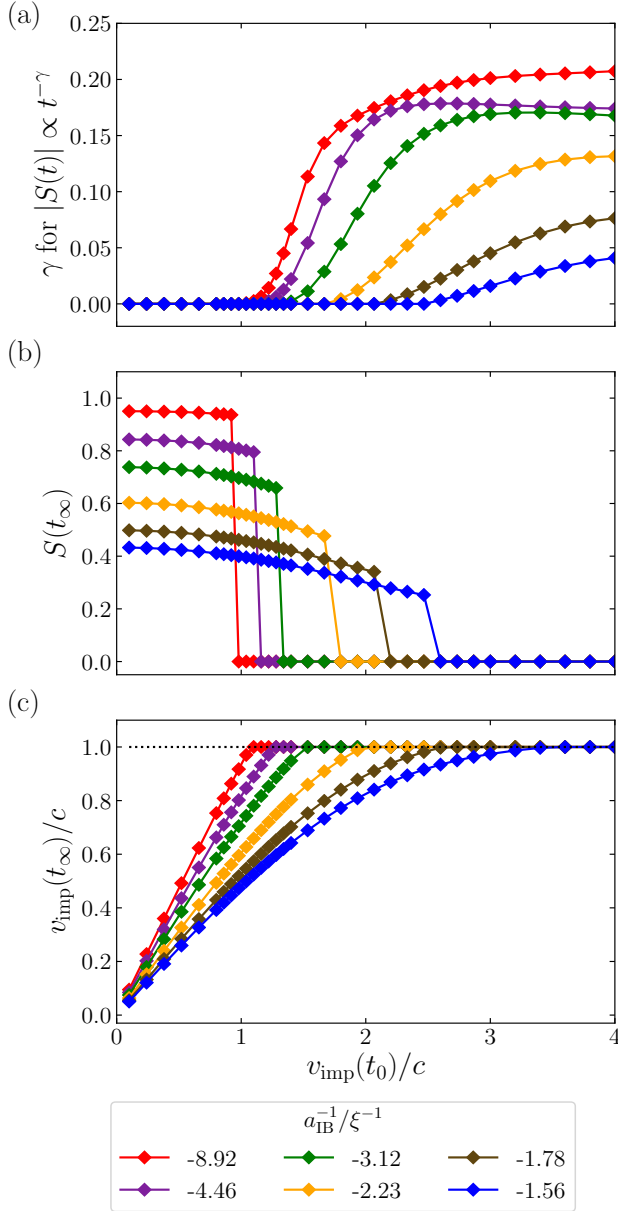 (a)
γ for |S(t)| ∝ t^{-γ}
0.25
0.20
0.15
0.10
0.05
0.00
(b)
S(t_∞)
1.0
0.8
0.6
0.4
0.2
0.0
(c)
v_imp(t_∞)/c
1.0
0.8
0.6
0.4
0.2
0.0
0 1 2 3 4
v_imp(t_0)/c
a_IB^{-1}/ξ^{-1}
-8.92 -3.12 -1.78
-4.46 -2.23 -1.56